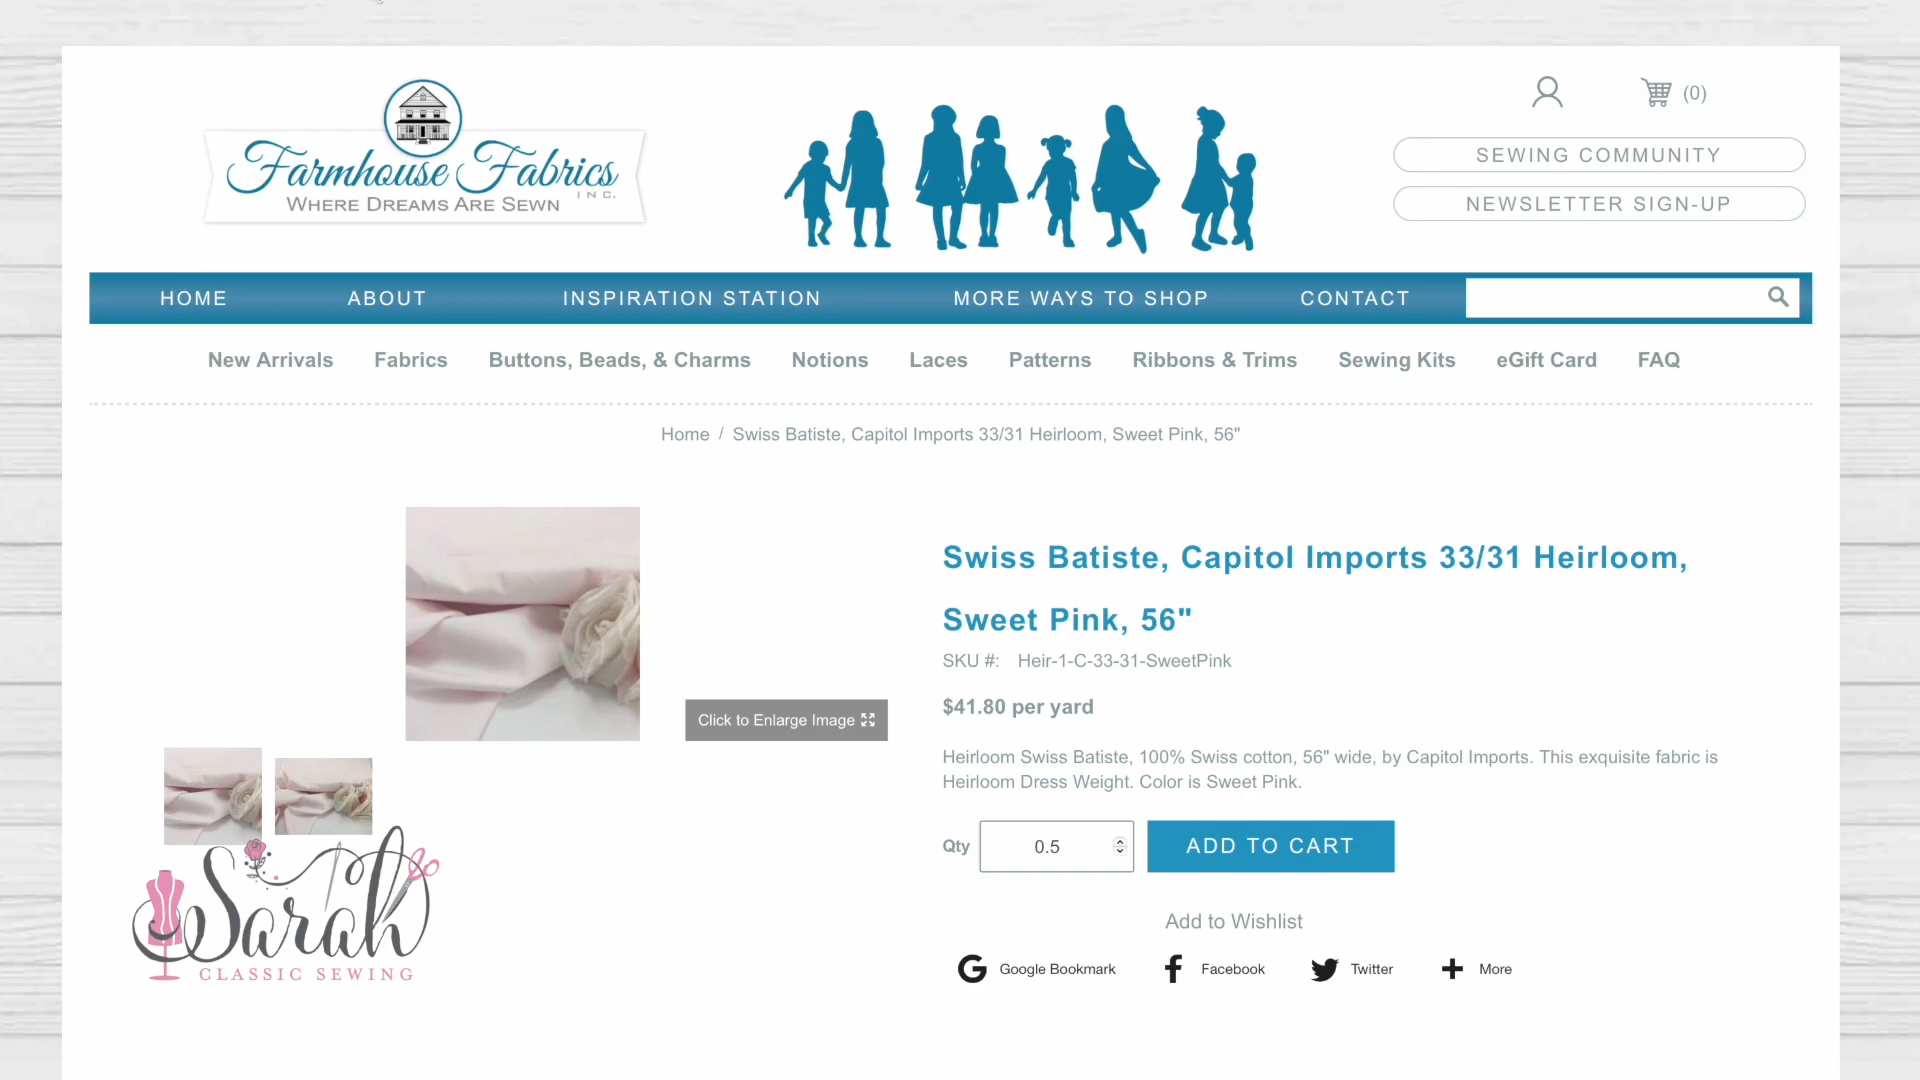 Farmhouse Fabrics
INC.
WHERE DREAMS ARE SEWN
(0)
SEWING COMMUNITY
NEWSLETTER SIGN-UP
HOME ABOUT INSPIRATION STATION MORE WAYS TO SHOP CONTACT
New Arrivals Fabrics Buttons, Beads, & Charms Notions Laces Patterns Ribbons & Trims Sewing Kits eGift Card FAQ
Home / Swiss Batiste, Capitol Imports 33/31 Heirloom, Sweet Pink, 56"
Click to Enlarge Image
Swiss Batiste, Capitol Imports 33/31 Heirloom,
Sweet Pink, 56"
SKU #: Heir-1-C-33-31-SweetPink
$41.80 per yard
Heirloom Swiss Batiste, 100% Swiss cotton, 56" wide, by Capitol Imports. This exquisite fabric is
Heirloom Dress Weight. Color is Sweet Pink.
Qty 0.5 ADD TO CART
Add to Wishlist
Google Bookmark Facebook Twitter More
Sarah
CLASSIC SEWING